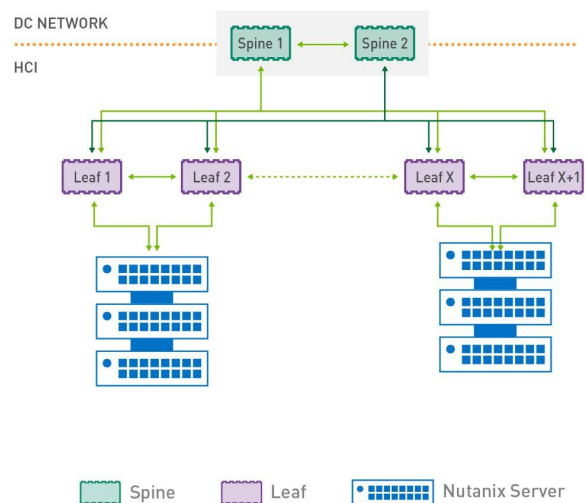 DC NETWORK
Spine 1
Spine 2
HCI
Leaf 1
Leaf 2
Leaf X
Leaf X+1
Spine
Leaf
Nutanix Server